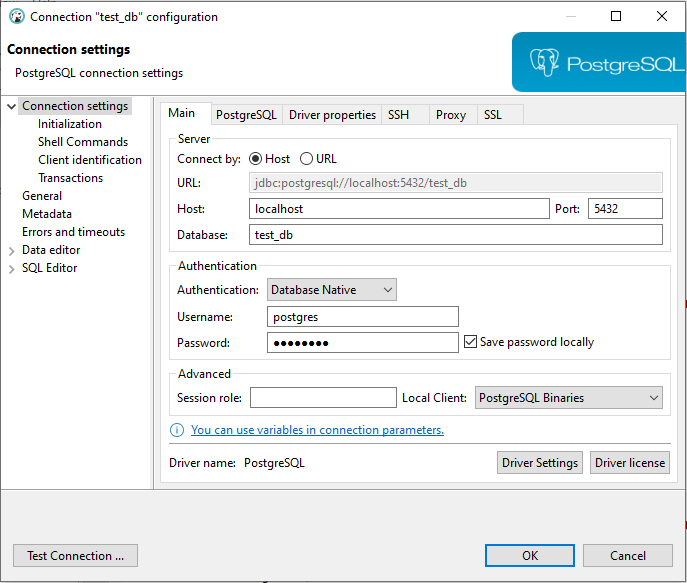 Connection "test_db" configuration
Connection settings
PostgreSQL connection settings
PostgreSQL
Connection settings
Initialization
Shell Commands
Client identification
Transactions
General
Metadata
Errors and timeouts
Data editor
SQL Editor
Main PostgreSQL Driver properties SSH Proxy SSL
Server
Connect by: Host URL
URL: jdbc:postgresql://localhost:5432/test_db
Host: localhost Port: 5432
Database: test_db
Authentication
Authentication: Database Native
Username: postgres
Password: ●●●●●●●● Save password locally
Advanced
Session role: Local Client: PostgreSQL Binaries
You can use variables in connection parameters.
Driver name: PostgreSQL Driver Settings Driver license
Test Connection ... OK Cancel